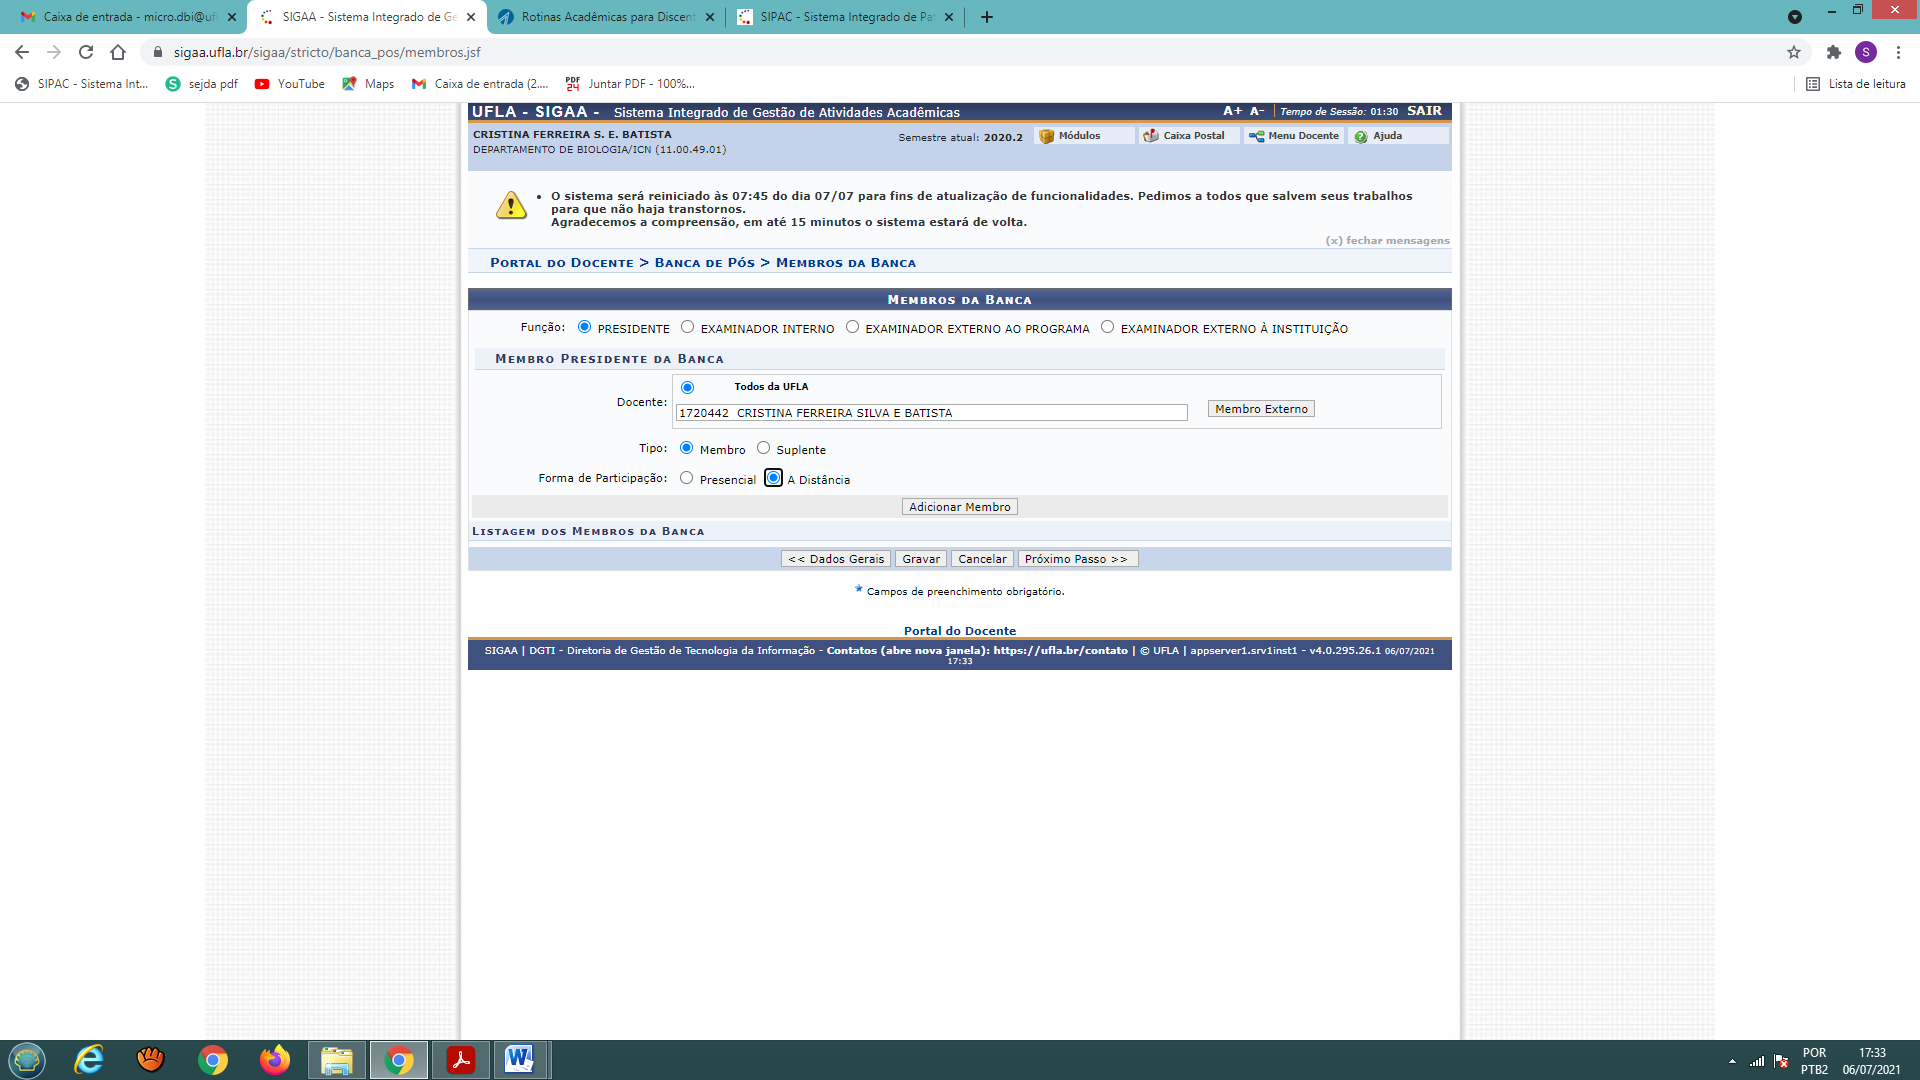 Caixa de entrada - micro.dbi@ufl
SIGAA - Sistema Integrado de Ge
Rotinas Acadêmicas para Discent
SIPAC - Sistema Integrado de Pat
sigaa.ufla.br/sigaa/stricto/banca_pos/membros.jsf
S
SIPAC - Sistema Int...
sejda pdf
YouTube
Maps
Caixa de entrada (2....
Juntar PDF - 100%...
Lista de leitura
UFLA - SIGAA - Sistema Integrado de Gestão de Atividades Acadêmicas
A+ A- Tempo de Sessão: 01:30 SAIR
CRISTINA FERREIRA S. E. BATISTA
DEPARTAMENTO DE BIOLOGIA/ICN (11.00.49.01)
Semestre atual: 2020.2
Módulos
Caixa Postal
Menu Docente
Ajuda
O sistema será reiniciado às 07:45 do dia 07/07 para fins de atualização de funcionalidades. Pedimos a todos que salvem seus trabalhos
para que não haja transtornos.
Agradecemos a compreensão, em até 15 minutos o sistema estará de volta.
(x) fechar mensagens
Portal do Docente > Banca de Pós > Membros da Banca
Membros da Banca
Função: PRESIDENTE EXAMINADOR INTERNO EXAMINADOR EXTERNO AO PROGRAMA EXAMINADOR EXTERNO À INSTITUIÇÃO
Membro Presidente da Banca
Todos da UFLA
Docente:
1720442 CRISTINA FERREIRA SILVA E BATISTA
Membro Externo
Tipo: Membro Suplente
Forma de Participação: Presencial A Distância
Adicionar Membro
Listagem dos Membros da Banca
<< Dados Gerais Gravar Cancelar Próximo Passo >>
Campos de preenchimento obrigatório.
Portal do Docente
SIGAA | DGTI - Diretoria de Gestão de Tecnologia da Informação - Contatos (abre nova janela): https://ufla.br/contato | © UFLA | appserver1.srv1inst1 - v4.0.295.26.1 06/07/2021
17:33
POR
PTB2
17:33
06/07/2021